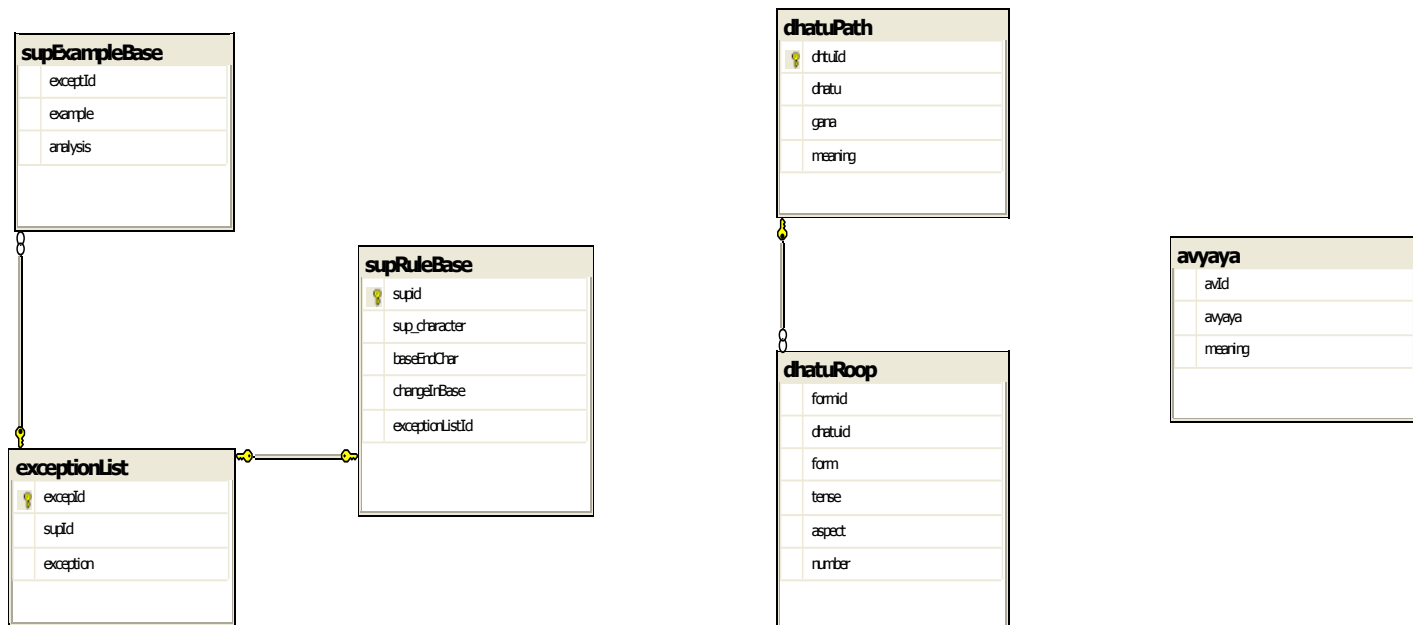 supExampleBase
exceptId
example
analysis
supRuleBase
supid
sup_character
baseEndChar
changeInBase
exceptionListId
exceptionList
excepId
supId
exception
dhatuPath
dhtuId
dhatu
gana
meaning
dhatuRoop
formid
dhatuid
form
tense
aspect
number
avyaya
avId
avyaya
meaning